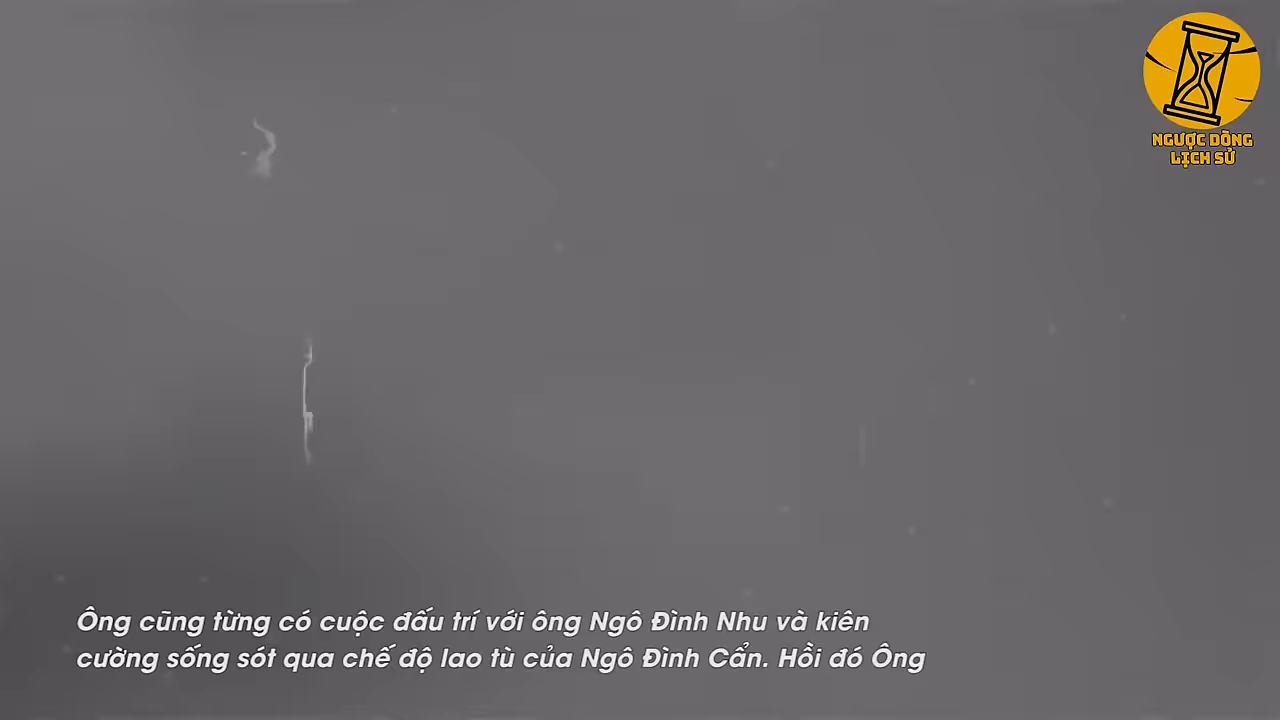 NGƯỢC DÒNG
LỊCH SỬ
Ông cũng từng có cuộc đấu trí với ông Ngô Đình Nhu và kiên
cường sống sót qua chế độ lao tù của Ngô Đình Cẩn. Hồi đó Ông